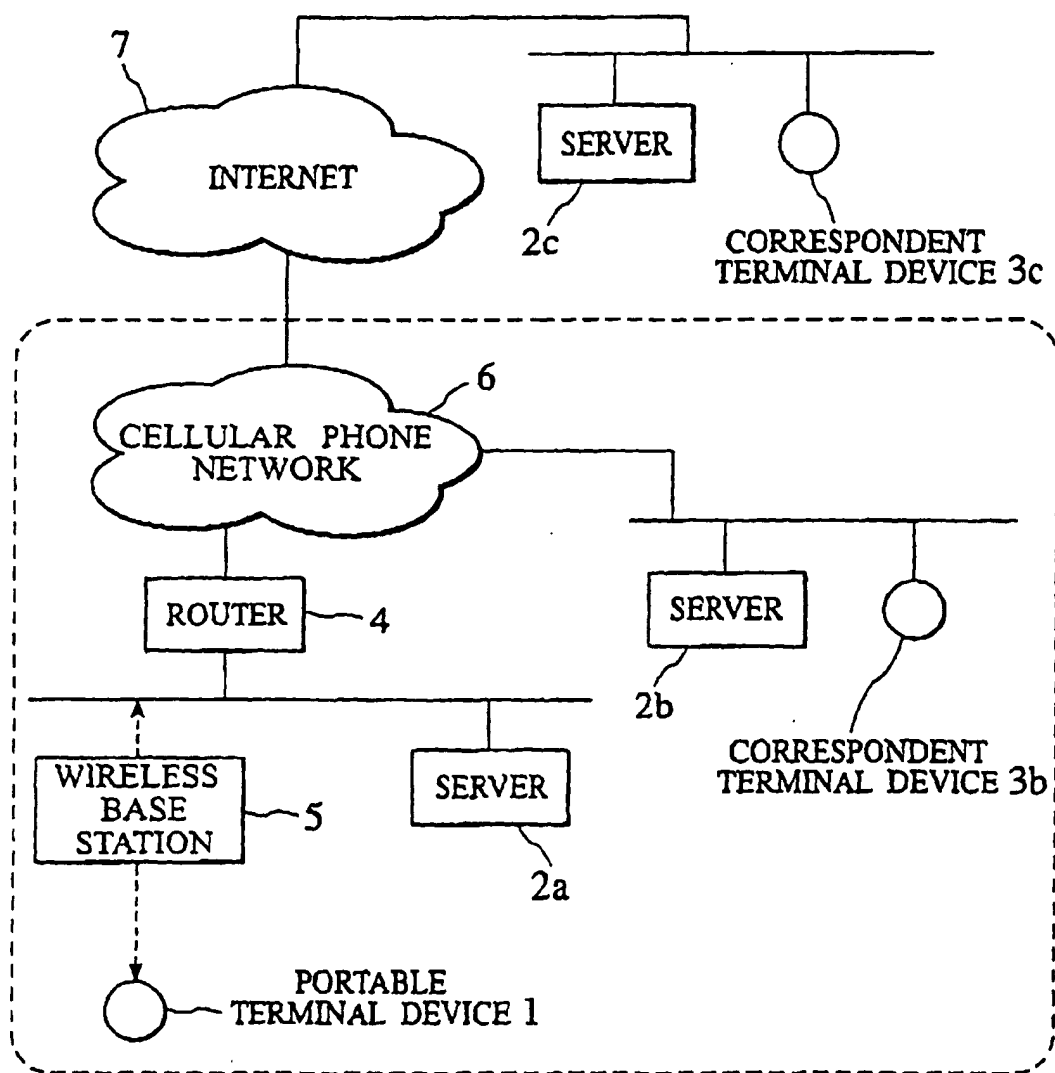 7
INTERNET
SERVER
2c
CORRESPONDENT
TERMINAL DEVICE 3c
6
CELLULAR PHONE
NETWORK
ROUTER
4
SERVER
2b
CORRESPONDENT
TERMINAL DEVICE 3b
WIRELESS
BASE
STATION
5
SERVER
2a
PORTABLE
TERMINAL DEVICE 1